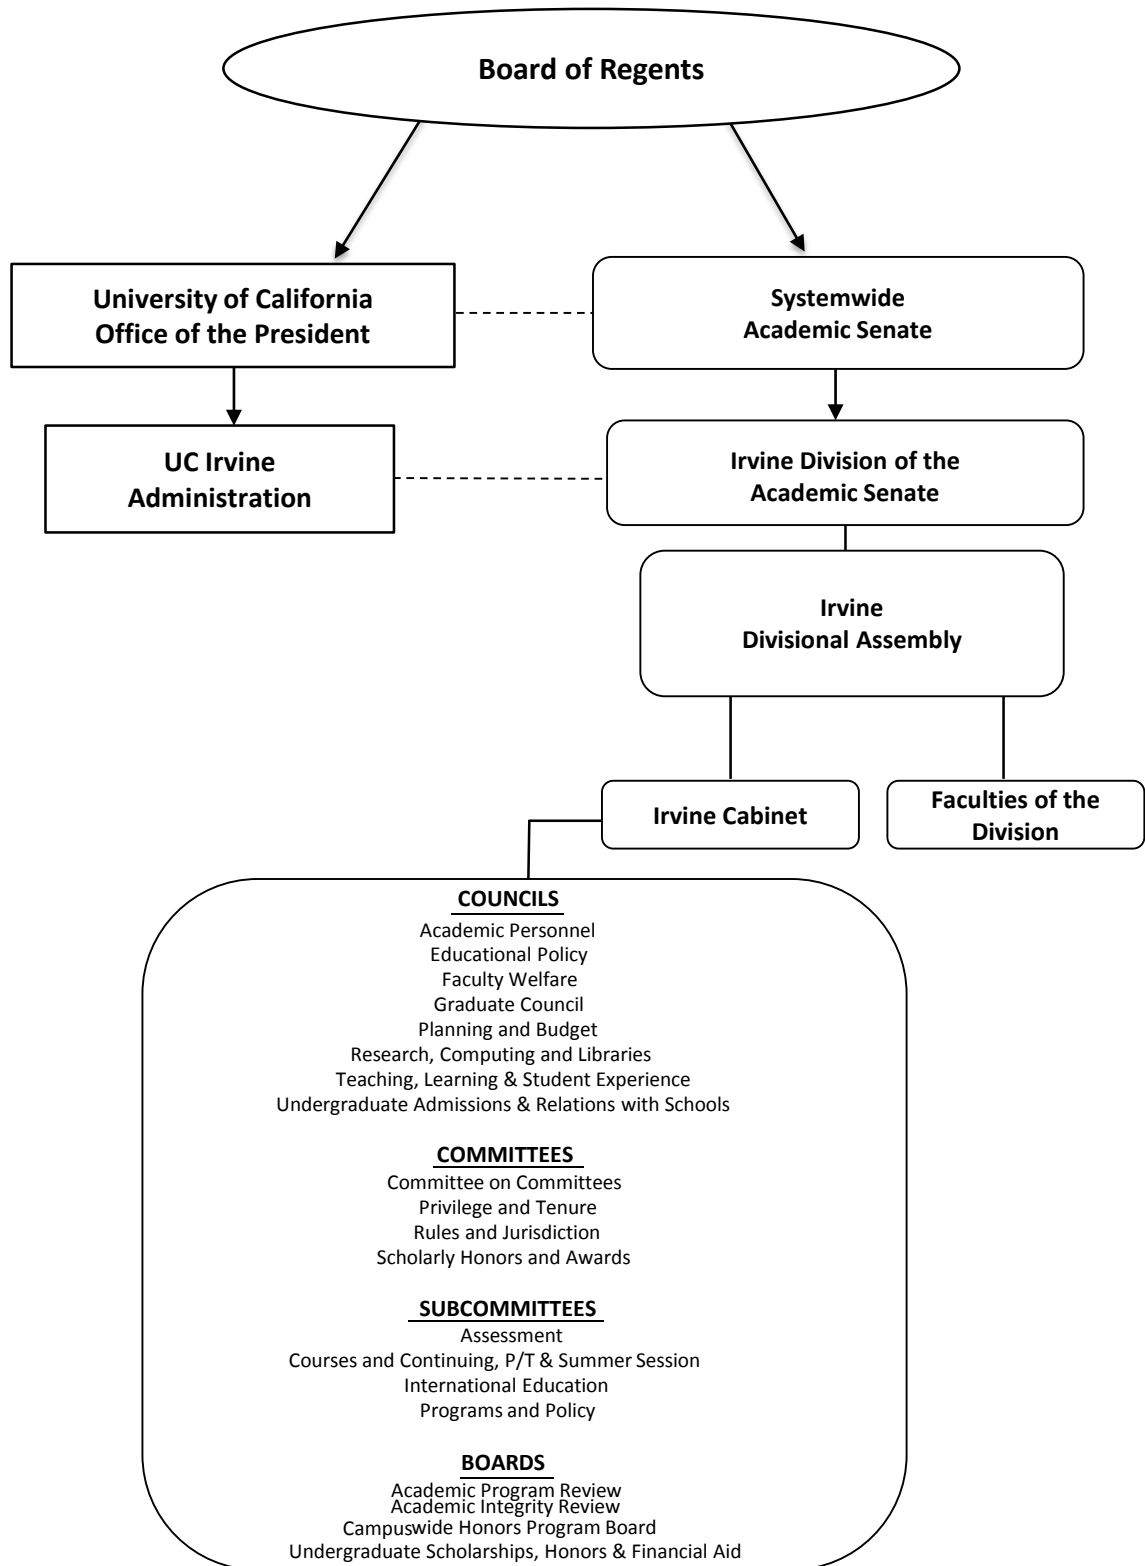 Board of Regents
University of California
Office of the President
Systemwide
Academic Senate
UC Irvine
Administration
Irvine Division of the
Academic Senate
Irvine
Divisional Assembly
Irvine Cabinet
Faculties of the
Division
COUNCILS
Academic Personnel
Educational Policy
Faculty Welfare
Graduate Council
Planning and Budget
Research, Computing and Libraries
Teaching, Learning & Student Experience
Undergraduate Admissions & Relations with Schools
COMMITTEES
Committee on Committees
Privilege and Tenure
Rules and Jurisdiction
Scholarly Honors and Awards
SUBCOMMITTEES
Assessment
Courses and Continuing, P/T & Summer Session
International Education
Programs and Policy
BOARDS
Academic Program Review
Academic Integrity Review
Campuswide Honors Program Board
Undergraduate Scholarships, Honors & Financial Aid